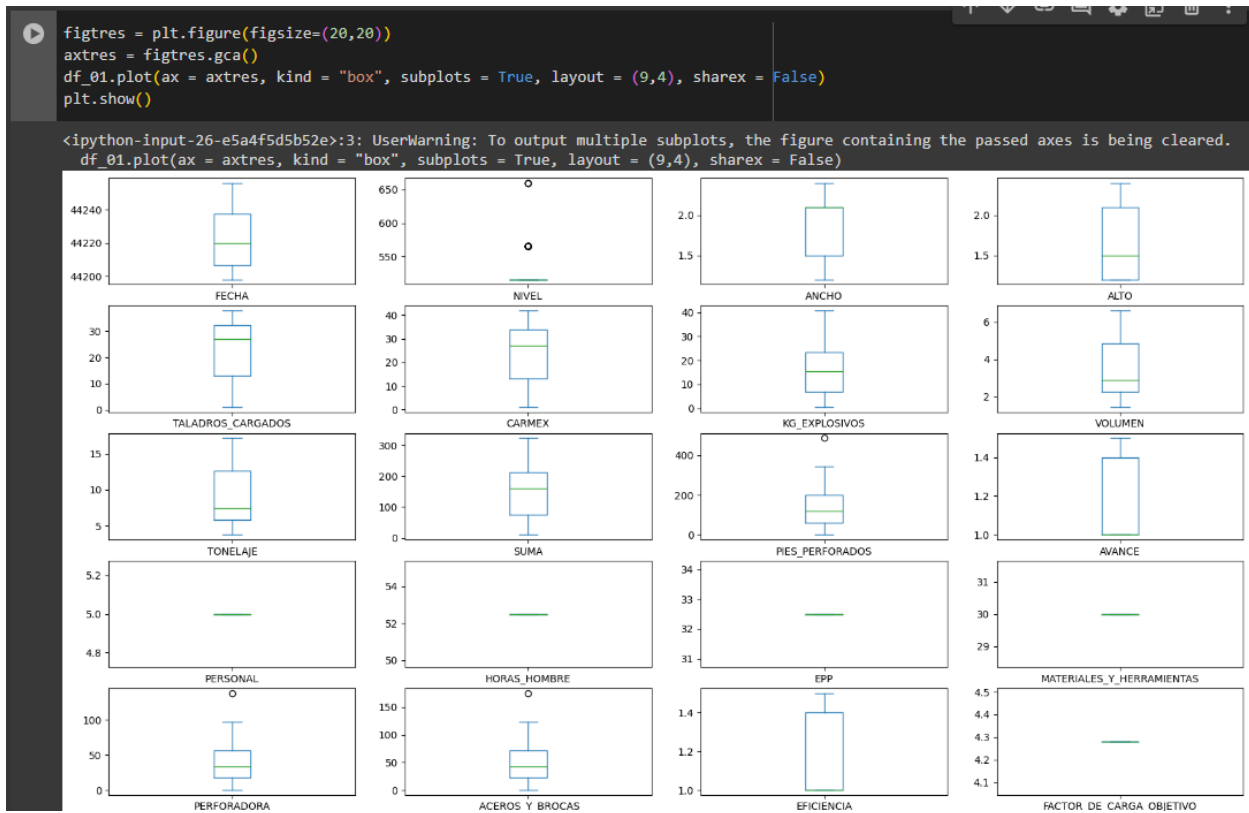 figtres = plt.figure(figsize=(20,20))
axtres = figtres.gca()
df_01.plot(ax = axtres, kind = "box", subplots = True, layout = (9,4), sharex = False)
plt.show()
<ipython-input-26-e5a4f5d5b52e>:3: UserWarning: To output multiple subplots, the figure containing the passed axes is being cleared.
df_01.plot(ax = axtres, kind = "box", subplots = True, layout = (9,4), sharex = False)
44240
44220
44200
FECHA
650
600
550
NIVEL
2.0
1.5
ANCHO
2.0
1.5
ALTO
30
20
10
0
TALADROS_CARGADOS
40
30
20
10
0
CARMEX
40
30
20
10
0
KG_EXPLOSIVOS
6
4
2
VOLUMEN
15
10
5
TONELAJE
300
200
100
0
SUMA
400
200
0
PIES_PERFORADOS
1.4
1.2
1.0
AVANCE
5.2
5.0
4.8
PERSONAL
54
52
50
HORAS_HOMBRE
34
33
32
31
EPP
31
30
29
MATERIALES_Y_HERRAMIENTAS
100
50
0
PERFORADORA
150
100
50
0
ACEROS_Y_BROCAS
1.4
1.2
1.0
EFICIENCIA
4.5
4.4
4.3
4.2
4.1
FACTOR_DE_CARGA_OBJETIVO